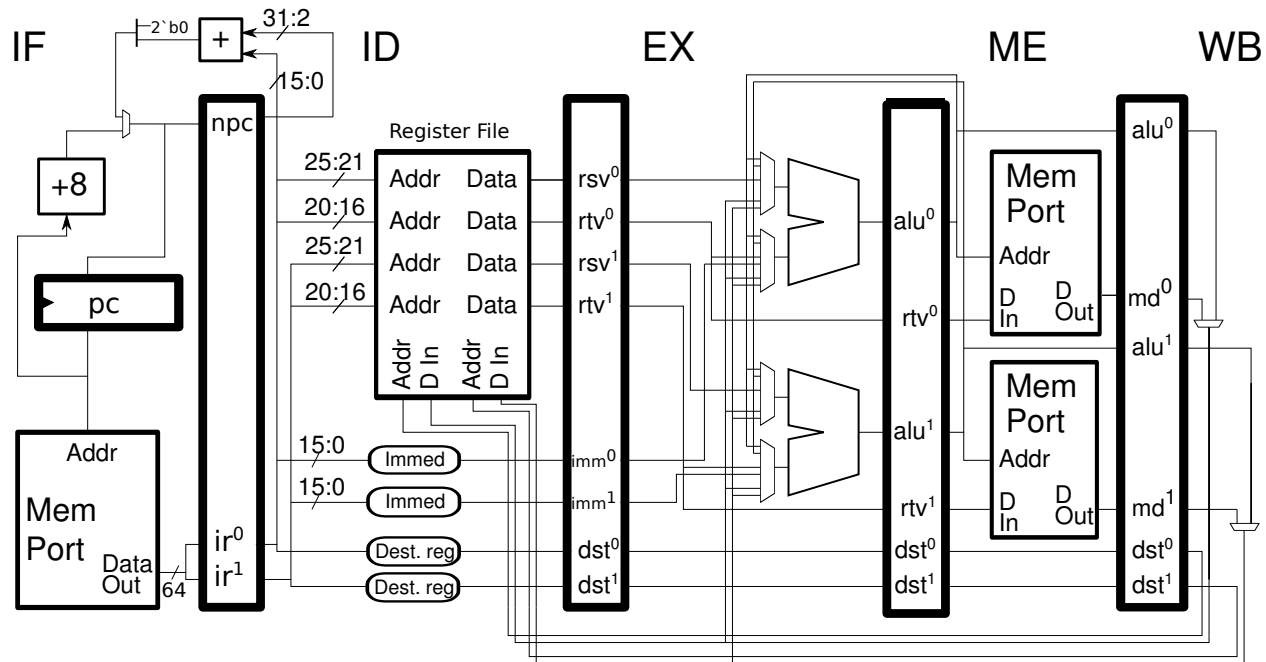 IF
ID
EX
ME
WB
2`b0
+
31:2
15:0
npc
+8
pc
Addr
Mem
Port
Data
Out
64
ir0
ir1
Register File
25:21
Addr Data
20:16
Addr Data
25:21
Addr Data
20:16
Addr Data
Addr
D In
Addr
D In
15:0
Immed
15:0
Immed
Dest. reg
Dest. reg
rsv0
rtv0
rsv1
rtv1
imm0
imm1
dst0
dst1
alu0
rtv0
alu1
rtv1
dst0
dst1
Mem
Port
Addr
D
In
D
Out
Mem
Port
Addr
D
In
D
Out
alu0
md0
alu1
md1
dst0
dst1